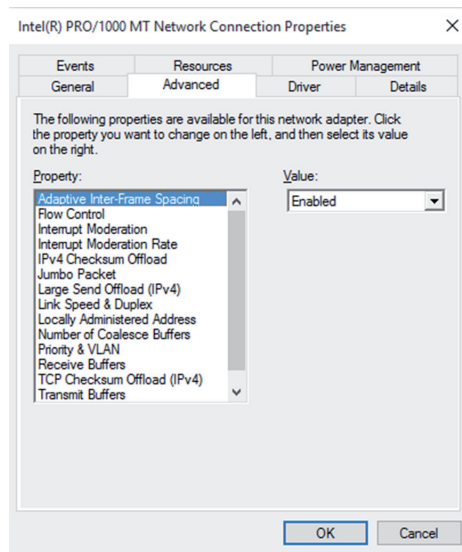 Intel(R) PRO/1000 MT Network Connection Properties
Events Resources Power Management
General Advanced Driver Details
The following properties are available for this network adapter. Click
the property you want to change on the left, and then select its value
on the right.
Property: Value:
Adaptive Inter-Frame Spacing Enabled
Flow Control
Interrupt Moderation
Interrupt Moderation Rate
IPv4 Checksum Offload
Jumbo Packet
Large Send Offload (IPv4)
Link Speed & Duplex
Locally Administered Address
Number of Coalesce Buffers
Priority & VLAN
Receive Buffers
TCP Checksum Offload (IPv4)
Transmit Buffers
OK Cancel